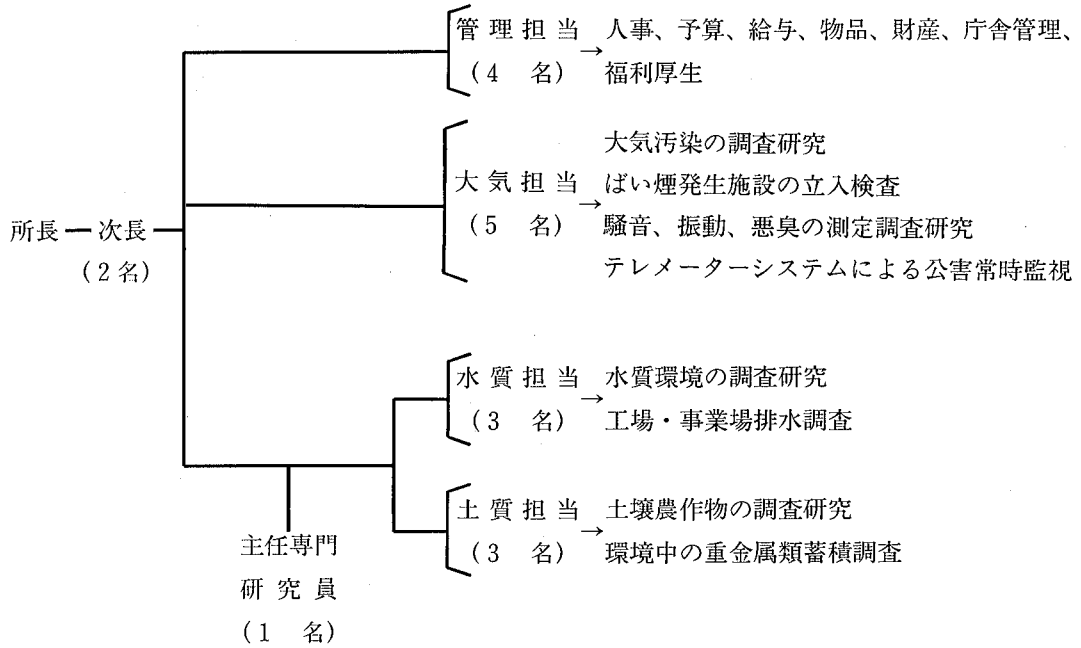 所長 ー 次長
(2名)
管理担当 → 人事、予算、給与、物品、財産、庁舎管理、
(4 名) 福利厚生
大気汚染の調査研究
大気担当 → ばい煙発生施設の立入検査
(5 名) 騒音、振動、悪臭の測定調査研究
テレメーターシステムによる公害常時監視
水質担当 → 水質環境の調査研究
(3 名) 工場・事業場排水調査
土質担当 → 土壌農作物の調査研究
(3 名) 環境中の重金属類蓄積調査
主任専門
研究員
(1 名)